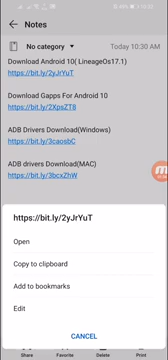 10:32
Notes
No category
Today 10:30 AM
Download Android 10( LineageOS17.1)
https://bit.ly/2yJrYuT
Download Gapps For Android 10
https://bit.ly/2XpsZT8
ADB Drivers Download(Windows)
https://bit.ly/3caosbC
ADB drivers Download(MAC)
https://bit.ly/3bcxZhW
https://bit.ly/2yJrYuT
Open
Copy to clipboard
Add to bookmarks
Edit
CANCEL
Share
Favorite
Delete
Print